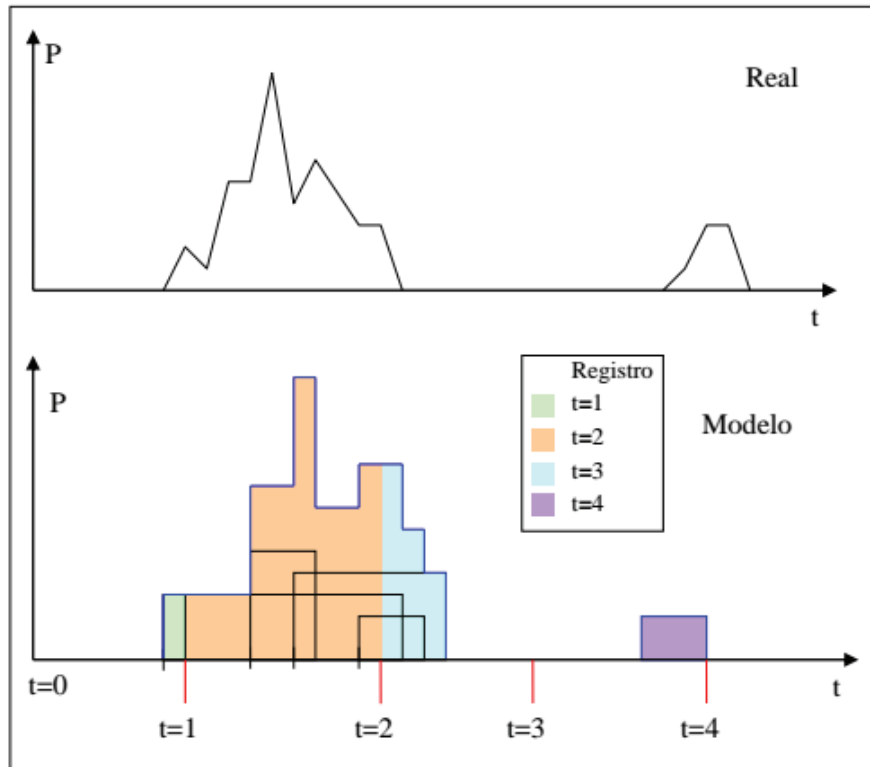 P
Real
t
P
Registro
t=1
t=2
t=3
t=4
Modelo
t=0
t
t=1
t=2
t=3
t=4